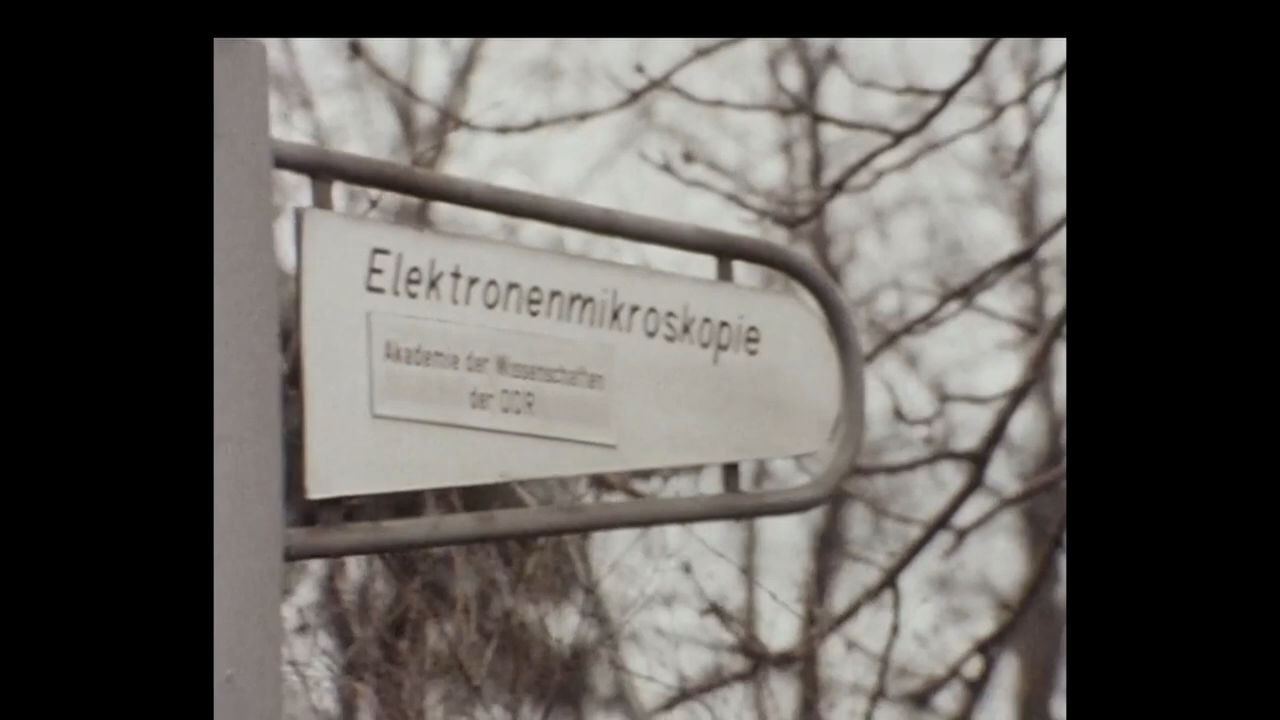 Elektronenmikroskopie
Akademie der Wissenschaften
der DDR